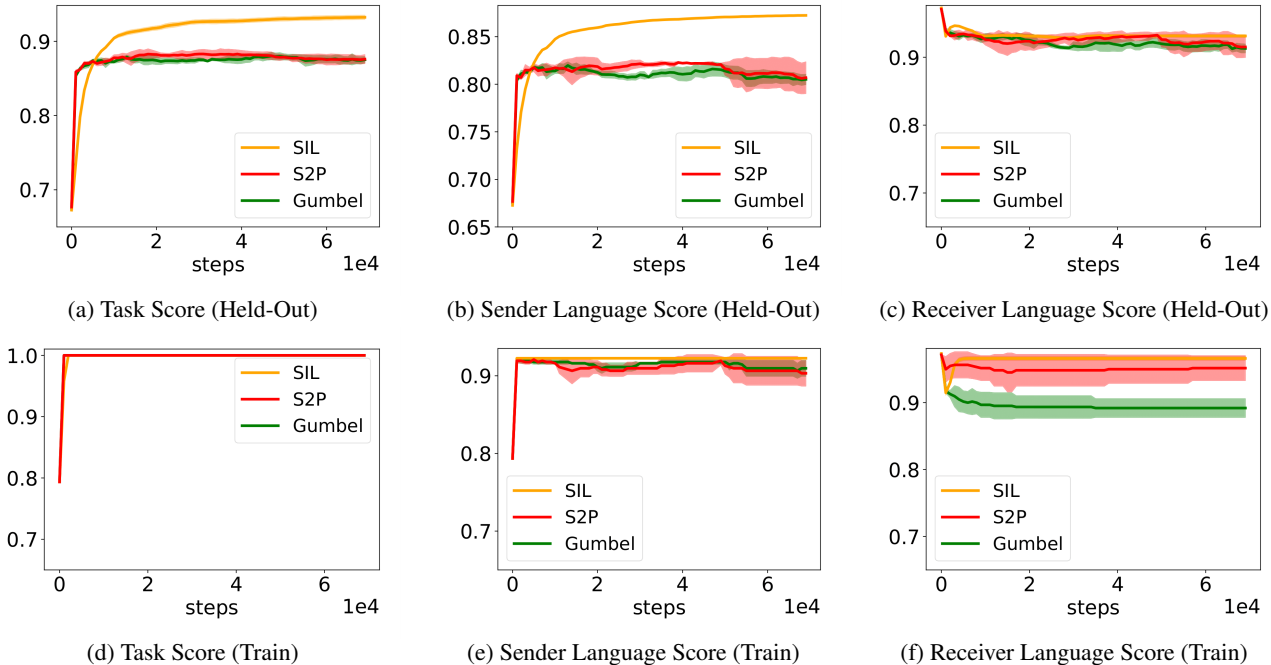 0.9
0.8
0.7
SIL
S2P
Gumbel
0 2 4 6
steps 1e4
(a) Task Score (Held-Out)
0.85
0.80
0.75
0.70
0.65
SIL
S2P
Gumbel
0 2 4 6
steps 1e4
(b) Sender Language Score (Held-Out)
0.9
0.8
0.7
SIL
S2P
Gumbel
0 2 4 6
steps 1e4
(c) Receiver Language Score (Held-Out)
1.0
0.9
0.8
0.7
SIL
S2P
Gumbel
0 2 4 6
steps 1e4
(d) Task Score (Train)
0.9
0.8
0.7
SIL
S2P
Gumbel
0 2 4 6
steps 1e4
(e) Sender Language Score (Train)
0.9
0.8
0.7
SIL
S2P
Gumbel
0 2 4 6
steps 1e4
(f) Receiver Language Score (Train)